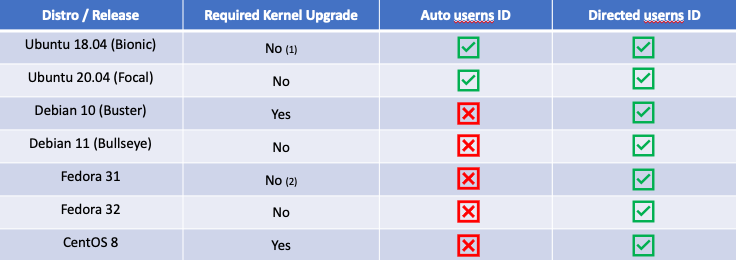 Distro / Release Required Kernel Upgrade Auto userns ID Directed userns ID
Ubuntu 18.04 (Bionic) No (1)
Ubuntu 20.04 (Focal) No
Debian 10 (Buster) Yes
Debian 11 (Bullseye) No
Fedora 31 No (2)
Fedora 32 No
CentOS 8 Yes